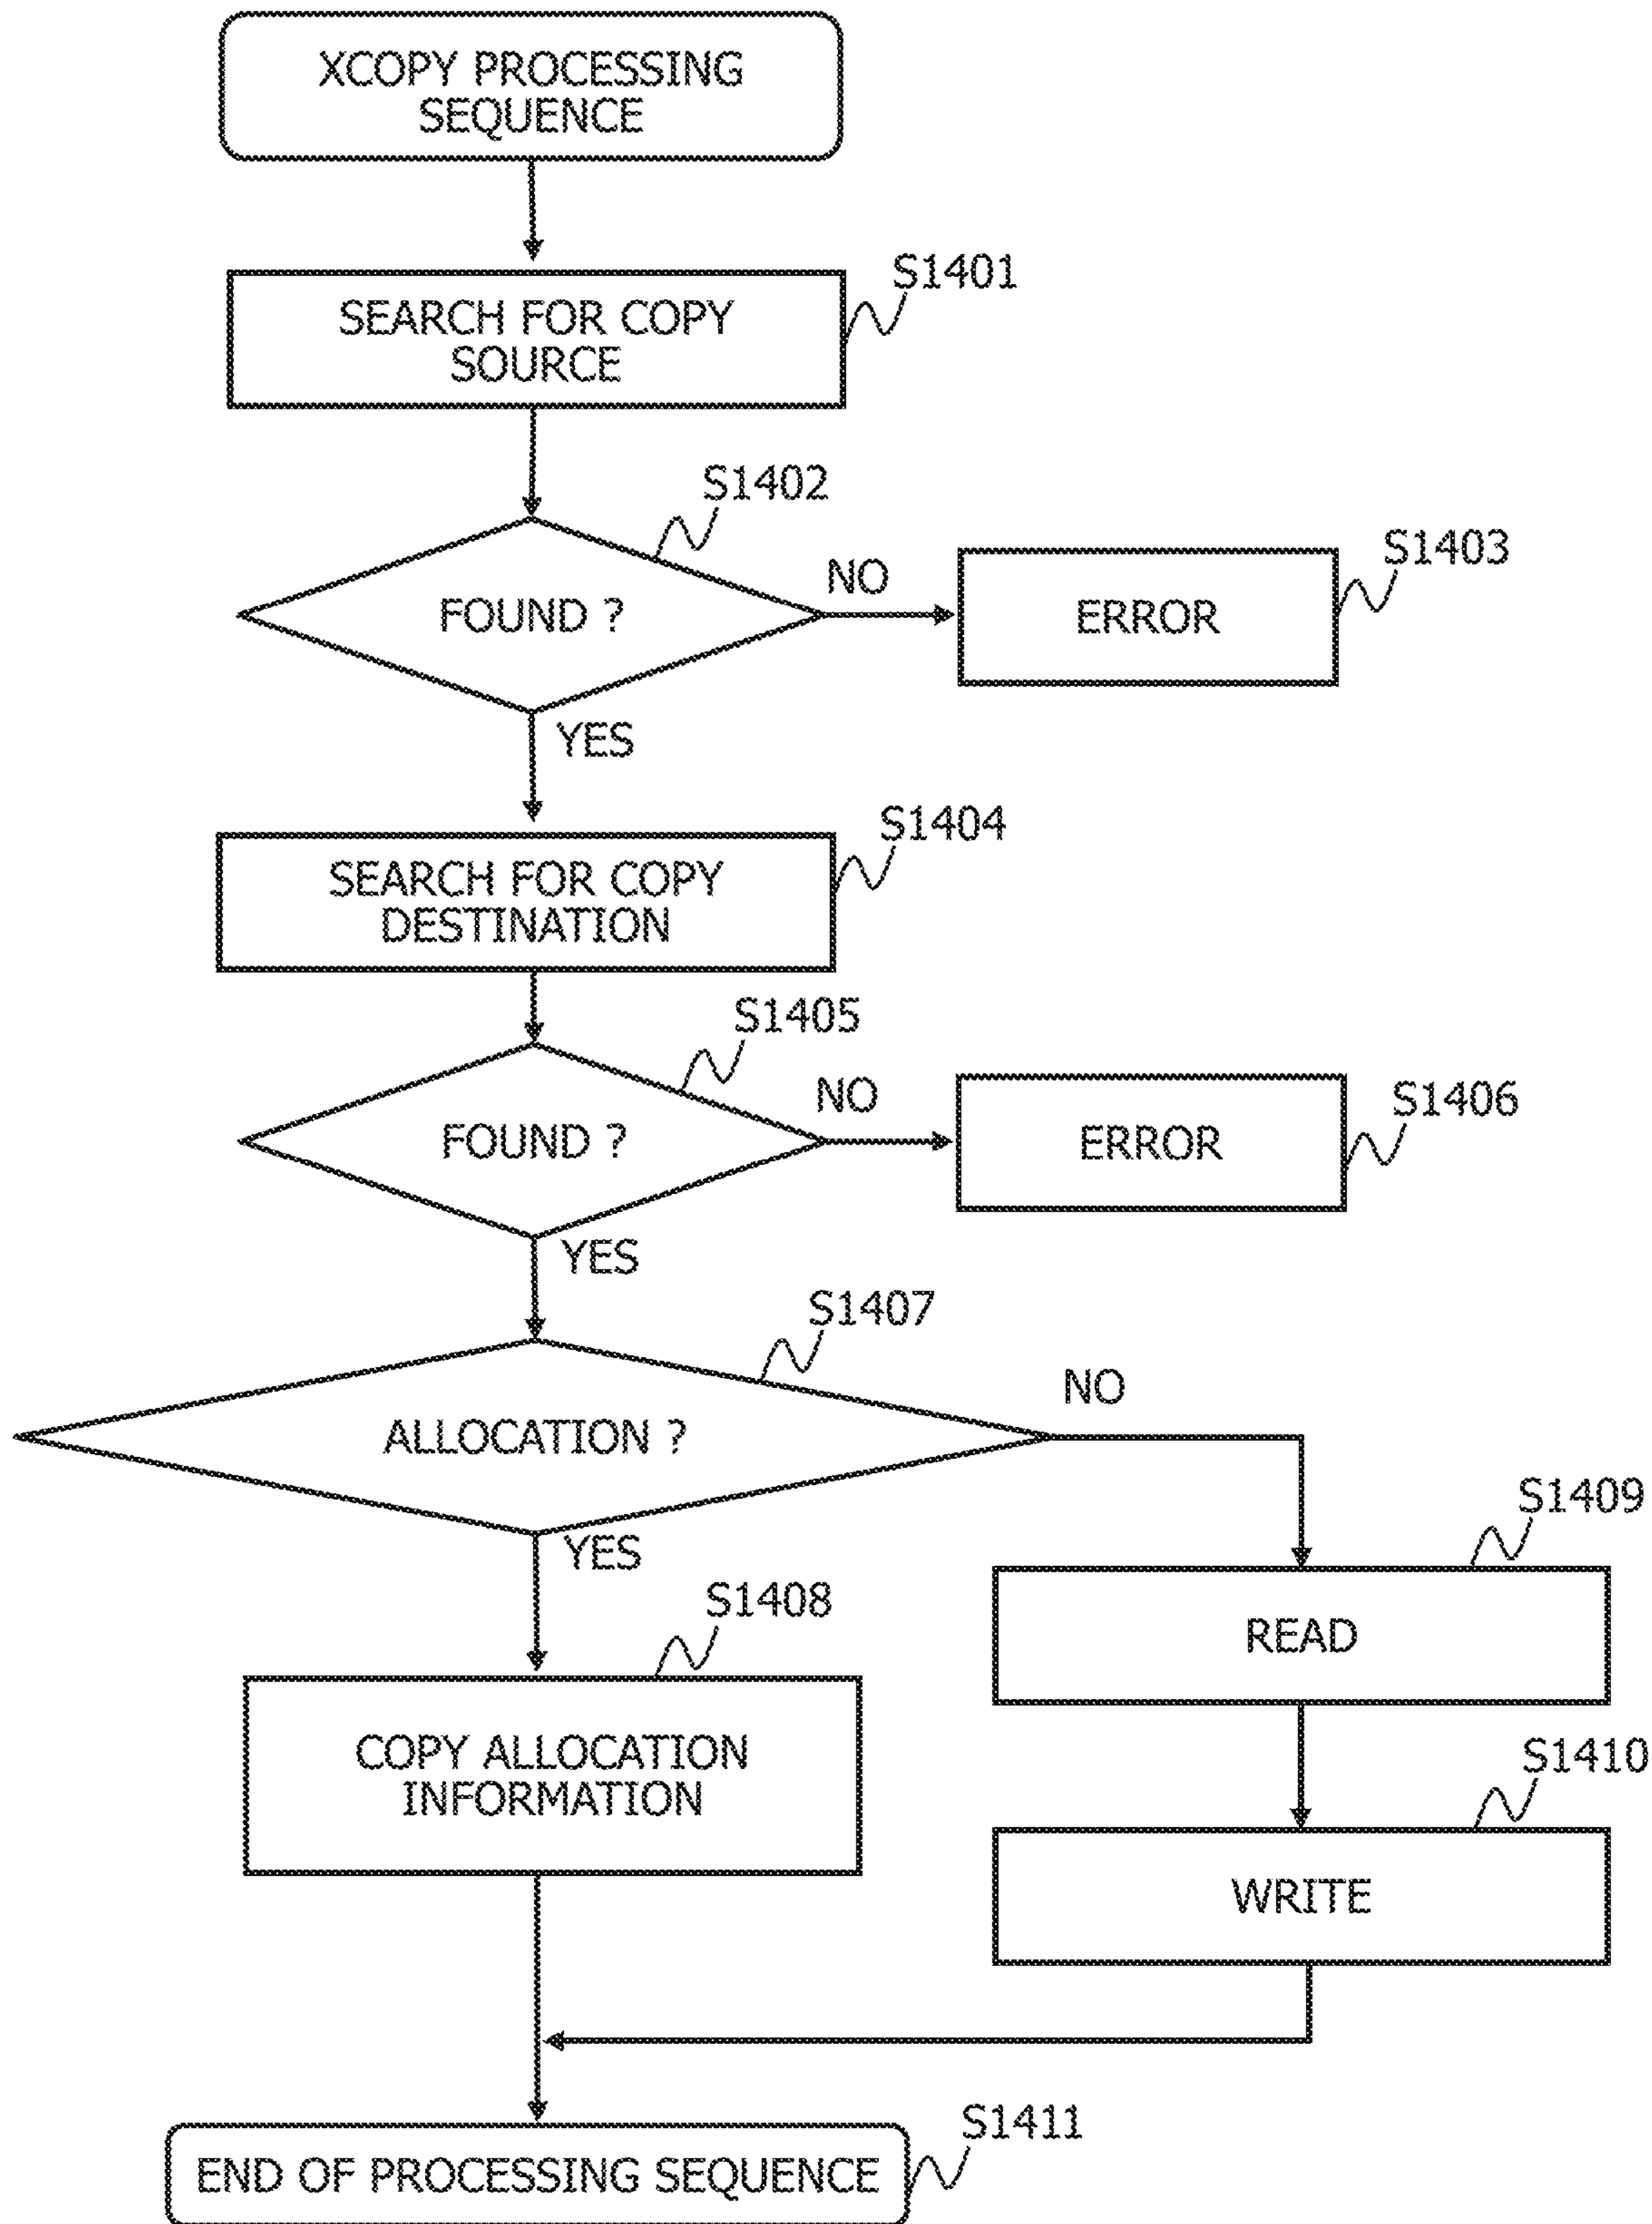 XCOPY PROCESSING
SEQUENCE
S1401
SEARCH FOR COPY
SOURCE
S1402
FOUND ?
NO
S1403
ERROR
YES
S1404
SEARCH FOR COPY
DESTINATION
S1405
FOUND ?
NO
S1406
ERROR
YES
S1407
ALLOCATION ?
NO
YES
S1408
COPY ALLOCATION
INFORMATION
S1409
READ
S1410
WRITE
S1411
END OF PROCESSING SEQUENCE